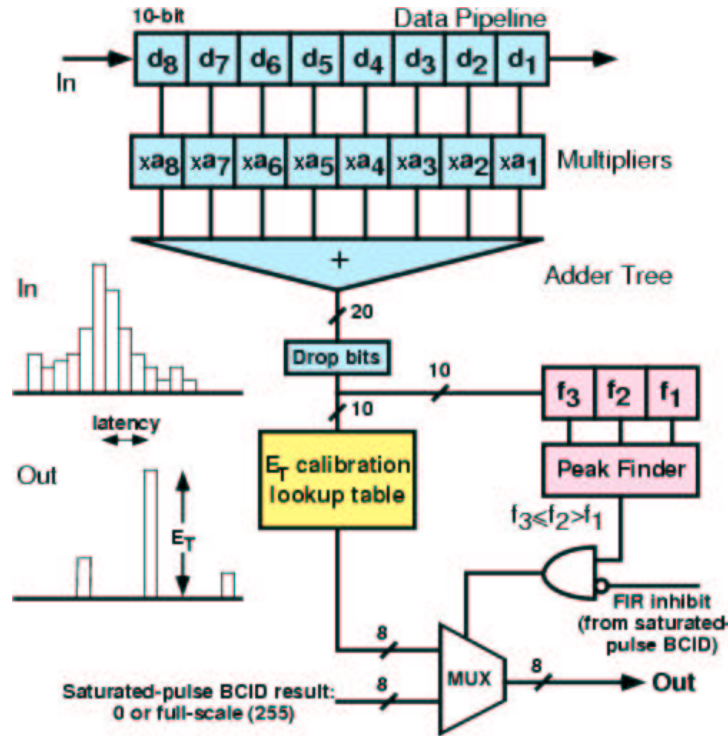 10-bit
Data Pipeline
In
d8 d7 d6 d5 d4 d3 d2 d1
xa8 xa7 xa6 xa5 xa4 xa3 xa2 xa1
Multipliers
+
Adder Tree
In
20
Drop bits
10
10
f3 f2 f1
latency
ET calibration
lookup table
Peak Finder
Out
f3≤f2>f1
ET
FIR inhibit
(from saturated-
pulse BCID)
8
MUX
8
Out
Saturated-pulse BCID result:
0 or full-scale (255)
8